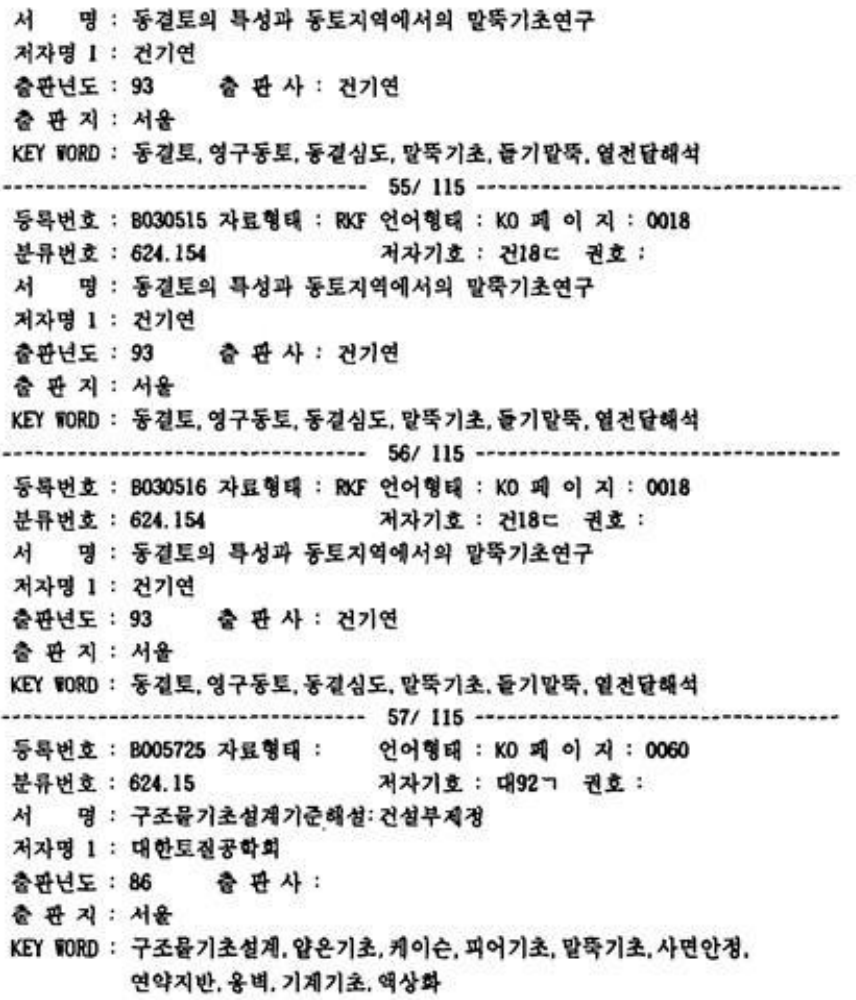 서    명 : 동결토의 특성과 동토지역에서의 말뚝기초연구
저자명 1 : 건기연
출판년도 : 93    출 판 사 : 건기연
출 판 지 : 서울
KEY WORD : 동결토, 영구동토, 동결심도, 말뚝기초, 들기말뚝, 열전달해석
---------------------------------- 55/ 115 ----------------------------------
등록번호 : B030515 자료형태 : RKF 언어형태 : KO 페 이 지 : 0018
분류번호 : 624.154    저자기호 : 건18ㄷ  권호 :
서    명 : 동결토의 특성과 동토지역에서의 말뚝기초연구
저자명 1 : 건기연
출판년도 : 93    출 판 사 : 건기연
출 판 지 : 서울
KEY WORD : 동결토, 영구동토, 동결심도, 말뚝기초, 들기말뚝, 열전달해석
---------------------------------- 56/ 115 ----------------------------------
등록번호 : B030516 자료형태 : RKF 언어형태 : KO 페 이 지 : 0018
분류번호 : 624.154    저자기호 : 건18ㄷ  권호 :
서    명 : 동결토의 특성과 동토지역에서의 말뚝기초연구
저자명 1 : 건기연
출판년도 : 93    출 판 사 : 건기연
출 판 지 : 서울
KEY WORD : 동결토, 영구동토, 동결심도, 말뚝기초, 들기말뚝, 열전달해석
---------------------------------- 57/ 115 ----------------------------------
등록번호 : B005725 자료형태 :    언어형태 : KO 페 이 지 : 0060
분류번호 : 624.15    저자기호 : 대92ㄱ  권호 :
서    명 : 구조물기초설계기준해설:건설부제정
저자명 1 : 대한토질공학회
출판년도 : 86    출 판 사 :
출 판 지 : 서울
KEY WORD : 구조물기초설계, 얕은기초, 케이슨, 피어기초, 말뚝기초, 사면안정,
연약지반, 옹벽, 기계기초, 액상화